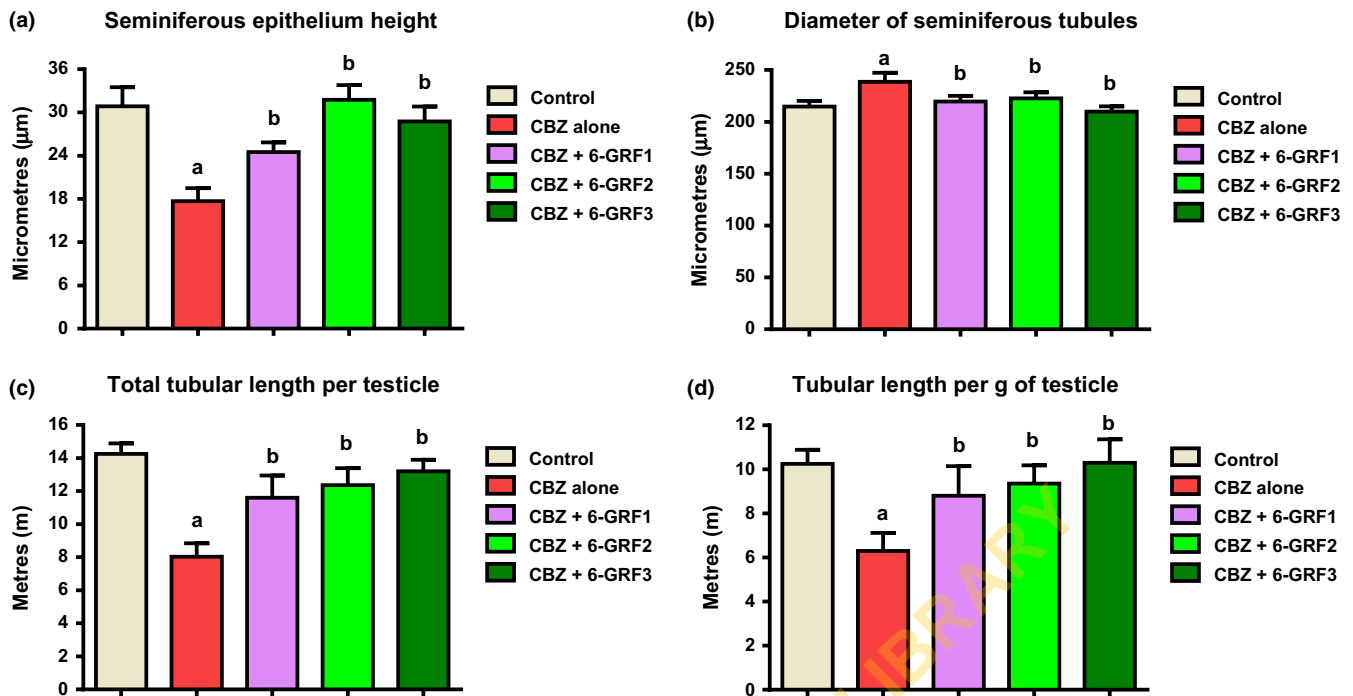 (a) Seminiferous epithelium height
Micrometres (µm)
36
30
24
18
12
6
0
a
b
b
b
Control
CBZ alone
CBZ + 6-GRF1
CBZ + 6-GRF2
CBZ + 6-GRF3
(b) Diameter of seminiferous tubules
Micrometres (µm)
250
200
150
100
50
0
a
b
b
b
Control
CBZ alone
CBZ + 6-GRF1
CBZ + 6-GRF2
CBZ + 6-GRF3
(c) Total tubular length per testicle
Metres (m)
16
14
12
10
8
6
4
2
0
a
b
b
b
Control
CBZ alone
CBZ + 6-GRF1
CBZ + 6-GRF2
CBZ + 6-GRF3
(d) Tubular length per g of testicle
Metres (m)
12
10
8
6
4
2
0
a
b
b
b
Control
CBZ alone
CBZ + 6-GRF1
CBZ + 6-GRF2
CBZ + 6-GRF3
LIBRARY